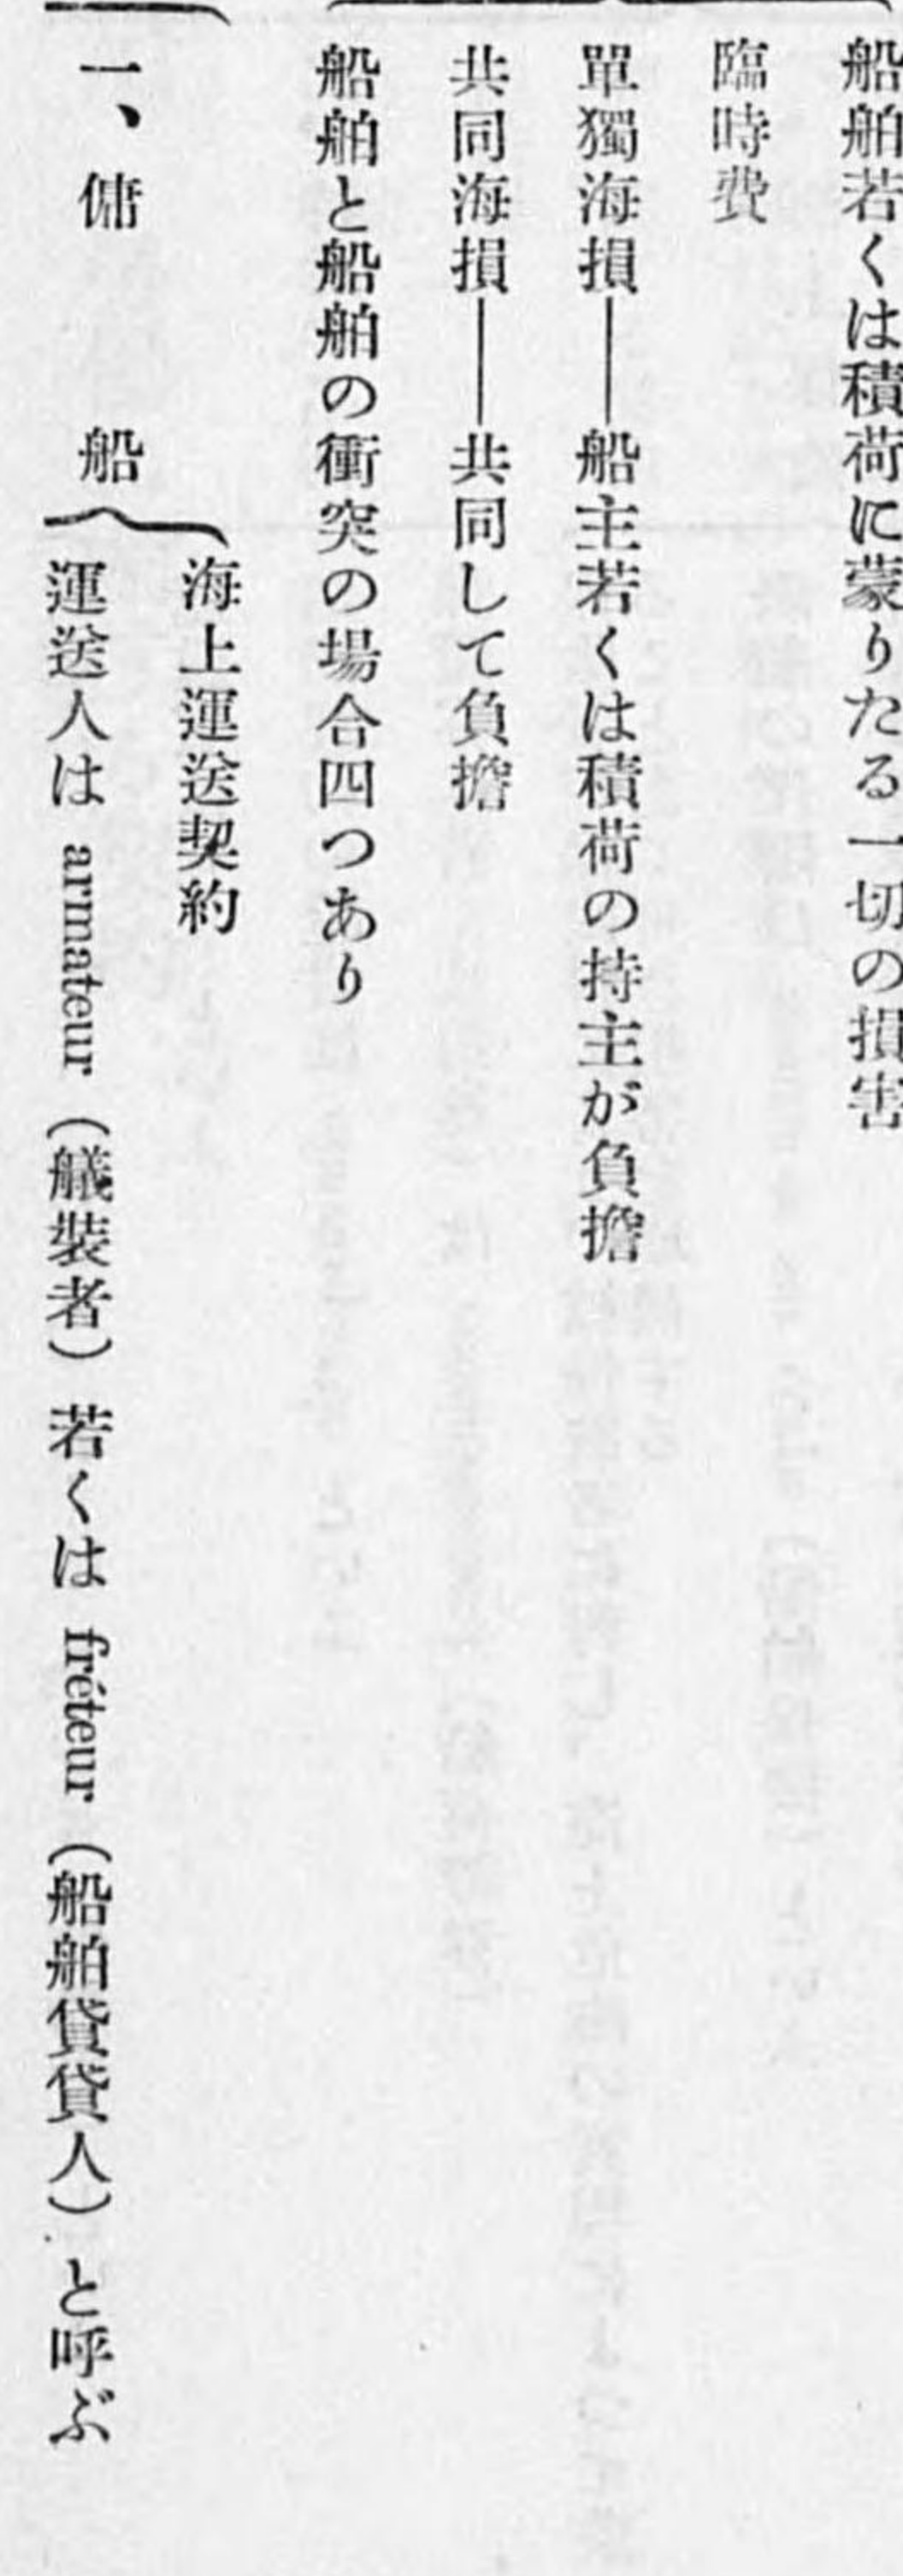 船舶若くは積荷に蒙りたる一切の損害
臨時費
單獨海損――船主若くは積荷の持主が負擔
共同海損――共同して負擔
船舶と船舶の衝突の場合四つあり
一、傭船
海上運送契約
運送人は armateur (艤裝者) 若くは fréteur (船舶貸貸人) と呼ぶ